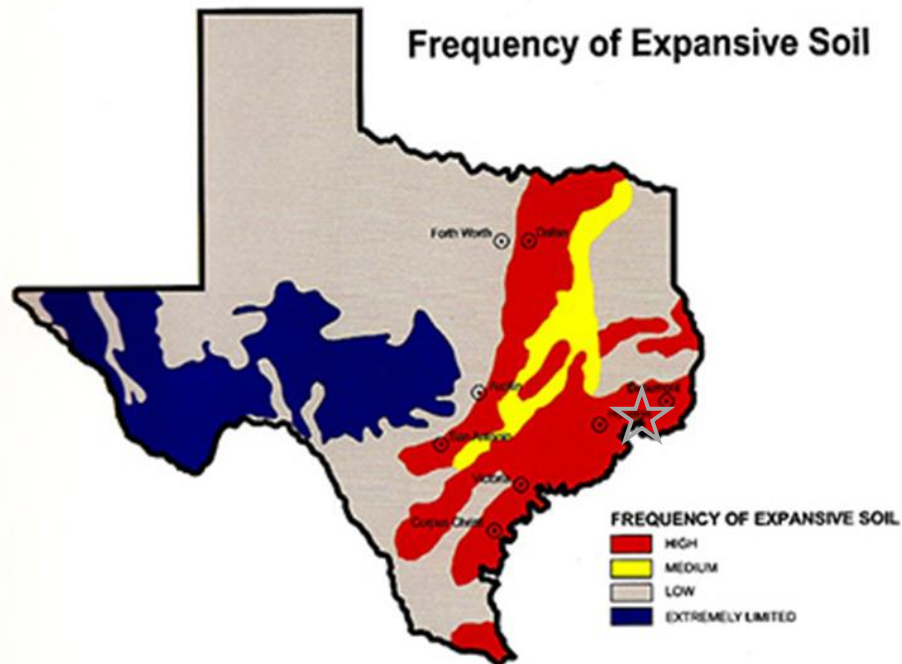 Frequency of Expansive Soil
Forth Worth
Dallas
Austin
Beaumont
San Antonio
Victoria
Corpus Christi
FREQUENCY OF EXPANSIVE SOIL
HIGH
MEDIUM
LOW
EXTREMELY LIMITED